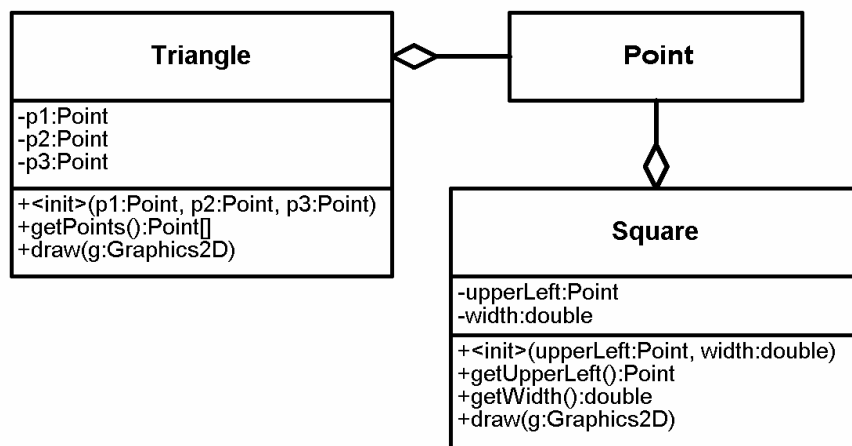 Triangle
-p1:Point
-p2:Point
-p3:Point
+<init>(p1:Point, p2:Point, p3:Point)
+getPoints():Point[]
+draw(g:Graphics2D)
Point
Square
-upperLeft:Point
-width:double
+<init>(upperLeft:Point, width:double)
+getUpperLeft():Point
+getWidth():double
+draw(g:Graphics2D)